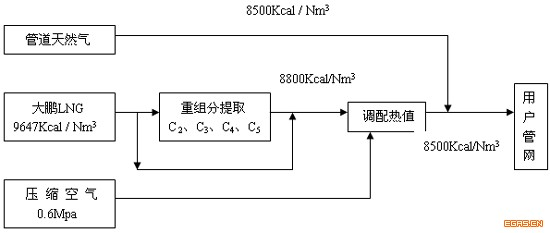 8500Kcal / Nm³
管道天然气
8800Kcal/Nm³
大鹏LNG
9647Kcal / Nm³
重组分提取
C₂、C₃、C₄、C₅
调配热值
8500Kcal/Nm³
用户管网
压 缩 空 气
0.6Mpa
EGAS.CN